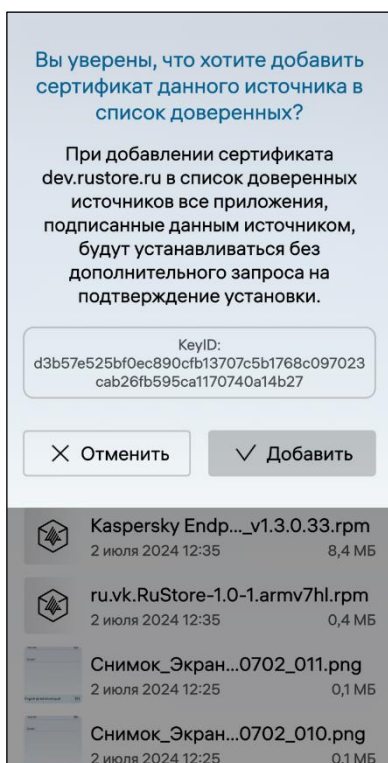 Вы уверены, что хотите добавить
сертификат данного источника в
список доверенных?
При добавлении сертификата
dev.rustore.ru в список доверенных
источников все приложения,
подписанные данным источником,
будут устанавливаться без
дополнительного запроса на
подтверждение установки.
KeyID:
d3b57e525bf0ec890cfb13707c5b1768c097023
cab26fb595ca1170740a14b27
Отменить
Добавить
Kaspersky Endp..._v1.3.0.33.rpm
2 июля 2024 12:35
8,4 МБ
ru.vk.RuStore-1.0-1.armv7hl.rpm
2 июля 2024 12:35
0,4 МБ
Снимок_Экран...0702_011.png
2 июля 2024 12:25
0,1 МБ
Снимок_Экран...0702_010.png
2 июля 2024 12:25
0,1 МБ